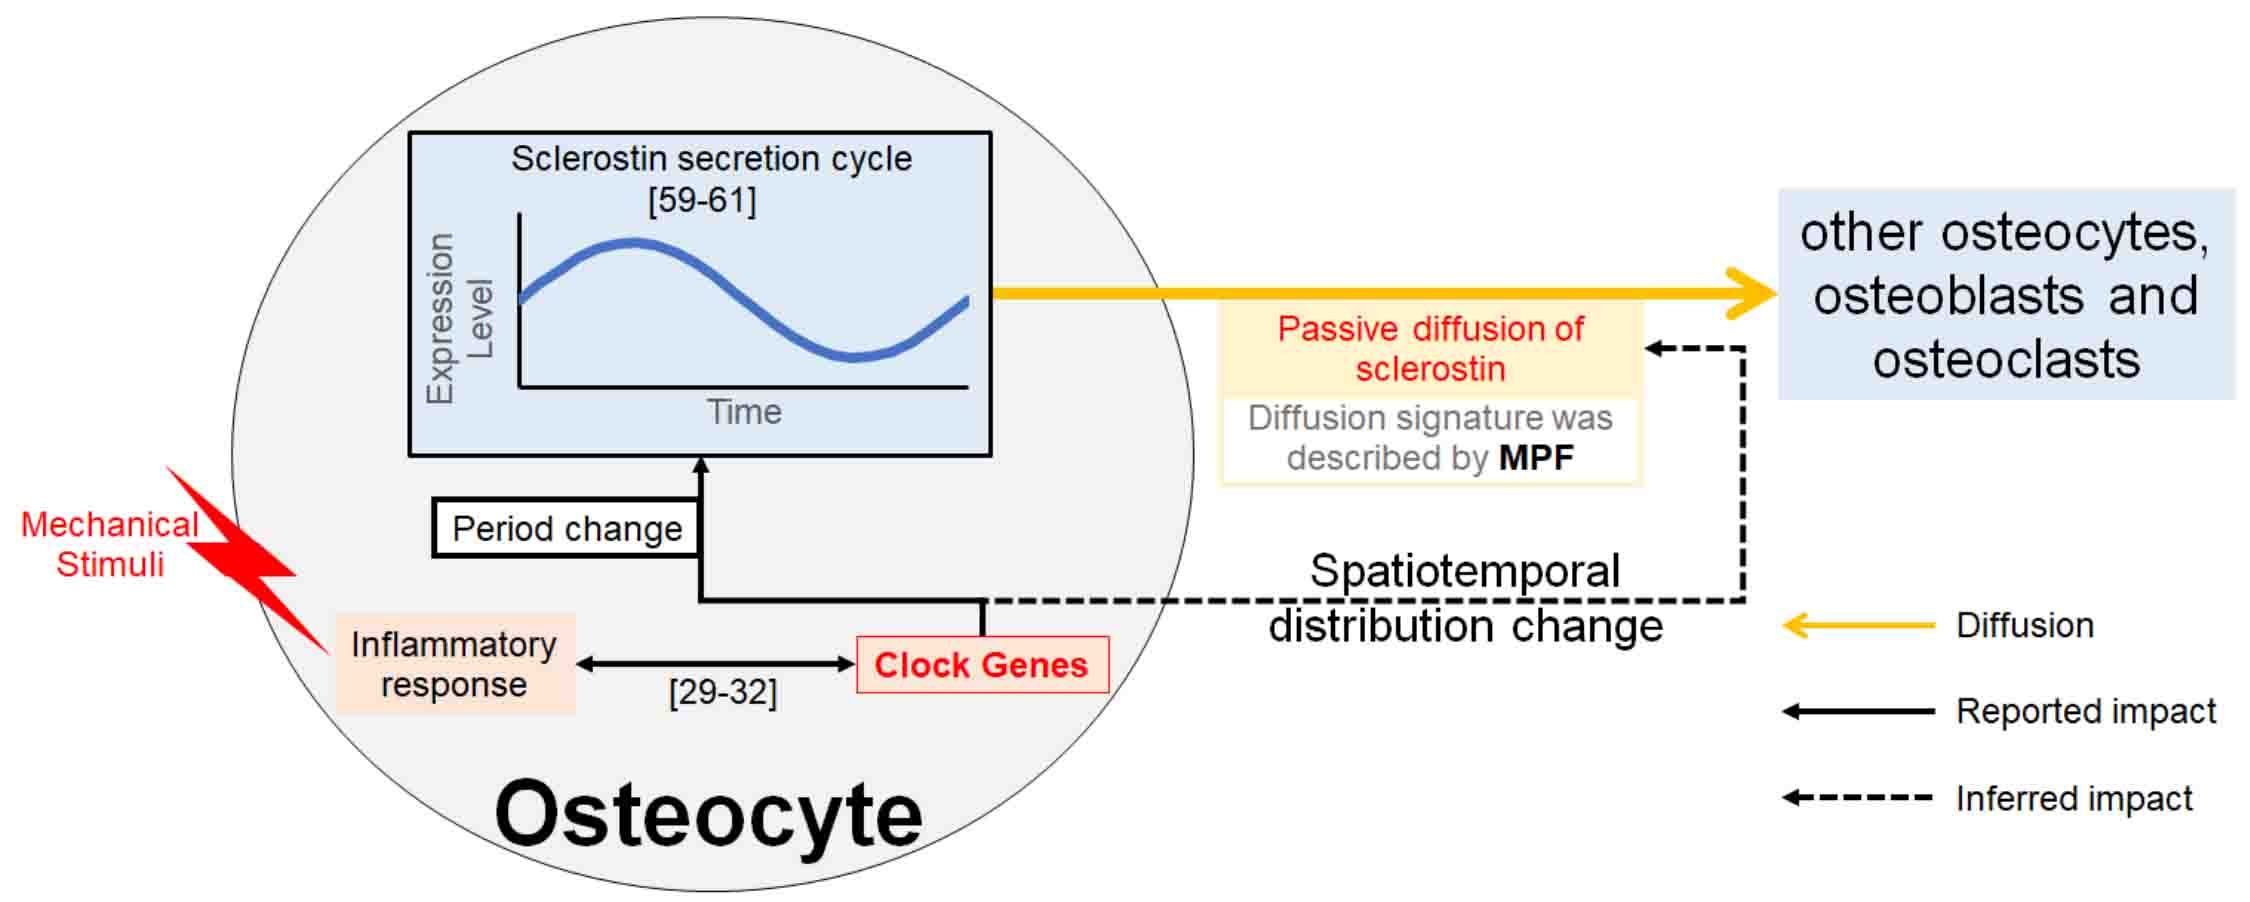 Sclerostin secretion cycle
[59-61]
Expression
Level
Time
other osteocytes,
osteoblasts and
osteoclasts
Passive diffusion of
sclerostin
Diffusion signature was
described by MPF
Mechanical
Stimuli
Period change
Spatiotemporal
distribution change
Inflammatory
response
[29-32]
Clock Genes
Osteocyte
Diffusion
Reported impact
Inferred impact